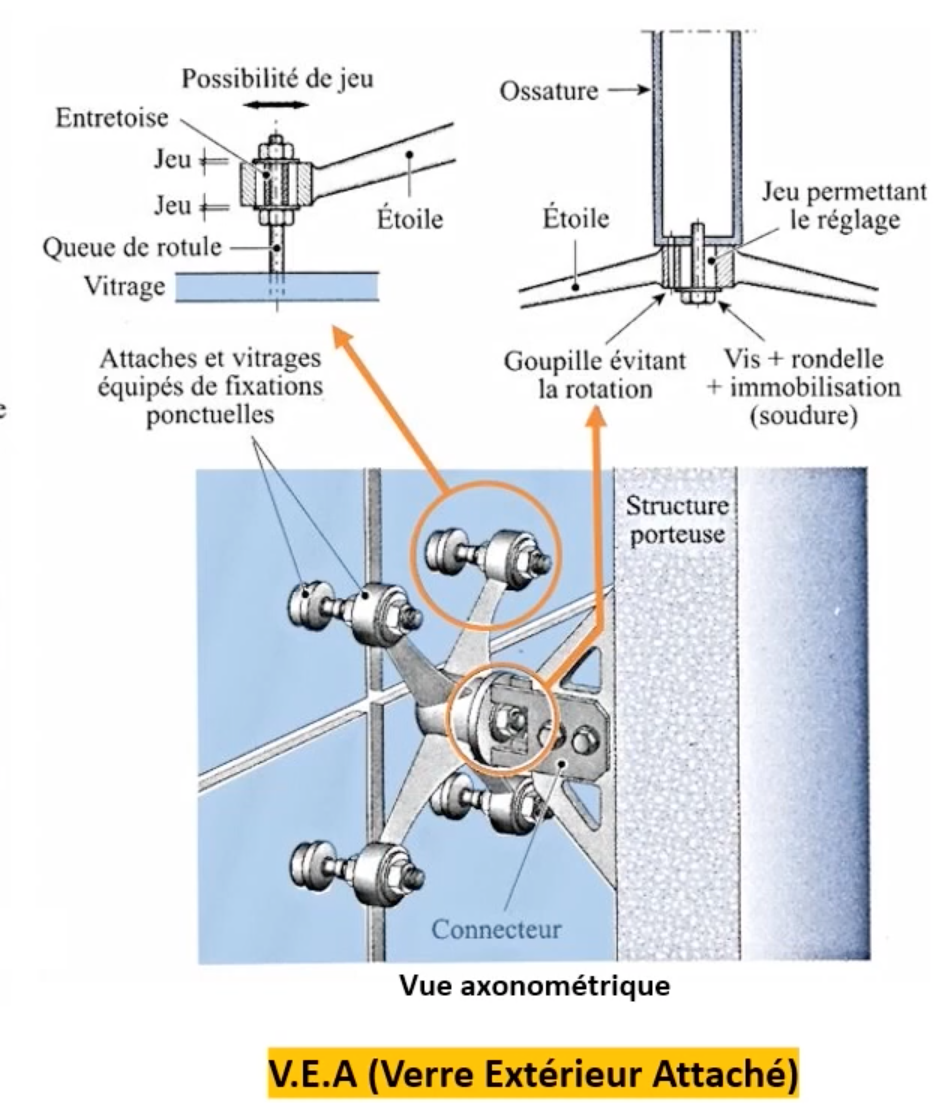 Possibilité de jeu
Entretoise
Jeu
Jeu
Étoile
Queue de rotule
Vitrage
Ossature
Jeu permettant
le réglage
Étoile
Attaches et vitrages
équipés de fixations
ponctuelles
Goupille évitant
la rotation
Vis + rondelle
+ immobilisation
(soudure)
e
Structure
porteuse
Connecteur
Vue axonométrique
V.E.A (Verre Extérieur Attaché)